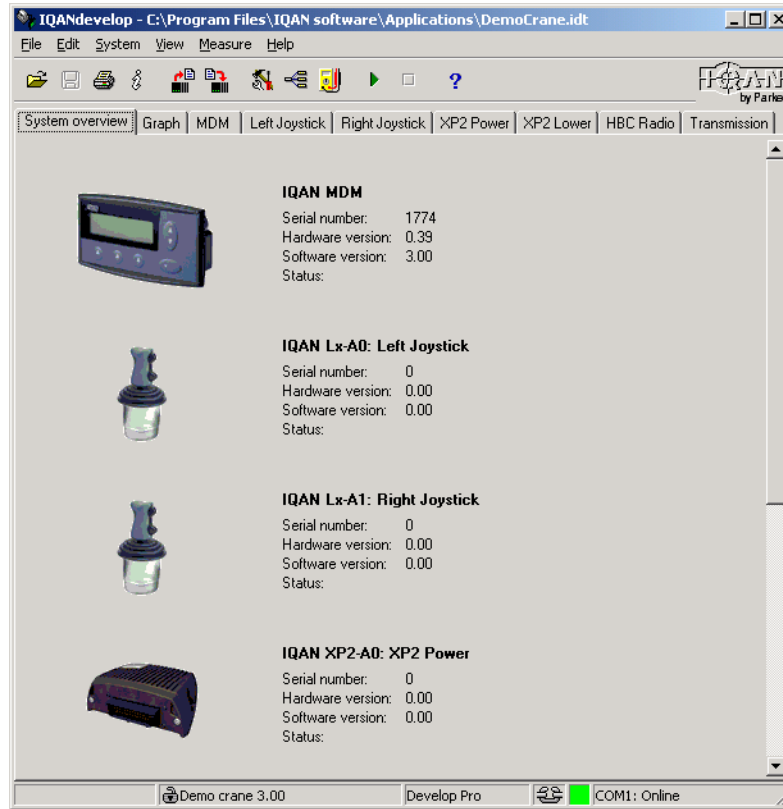 IQANdevelop - C:\Program Files\IQAN software\Applications\DemoCrane.idt
File Edit System View Measure Help
?
IQAN
by Parker
System overview Graph MDM Left Joystick Right Joystick XP2 Power XP2 Lower HBC Radio Transmission
IQAN MDM
Serial number: 1774
Hardware version: 0.39
Software version: 3.00
Status:
IQAN Lx-A0: Left Joystick
Serial number: 0
Hardware version: 0.00
Software version: 0.00
Status:
IQAN Lx-A1: Right Joystick
Serial number: 0
Hardware version: 0.00
Software version: 0.00
Status:
IQAN XP2-A0: XP2 Power
Serial number: 0
Hardware version: 0.00
Software version: 0.00
Status:
Demo crane 3.00 Develop Pro COM1: Online